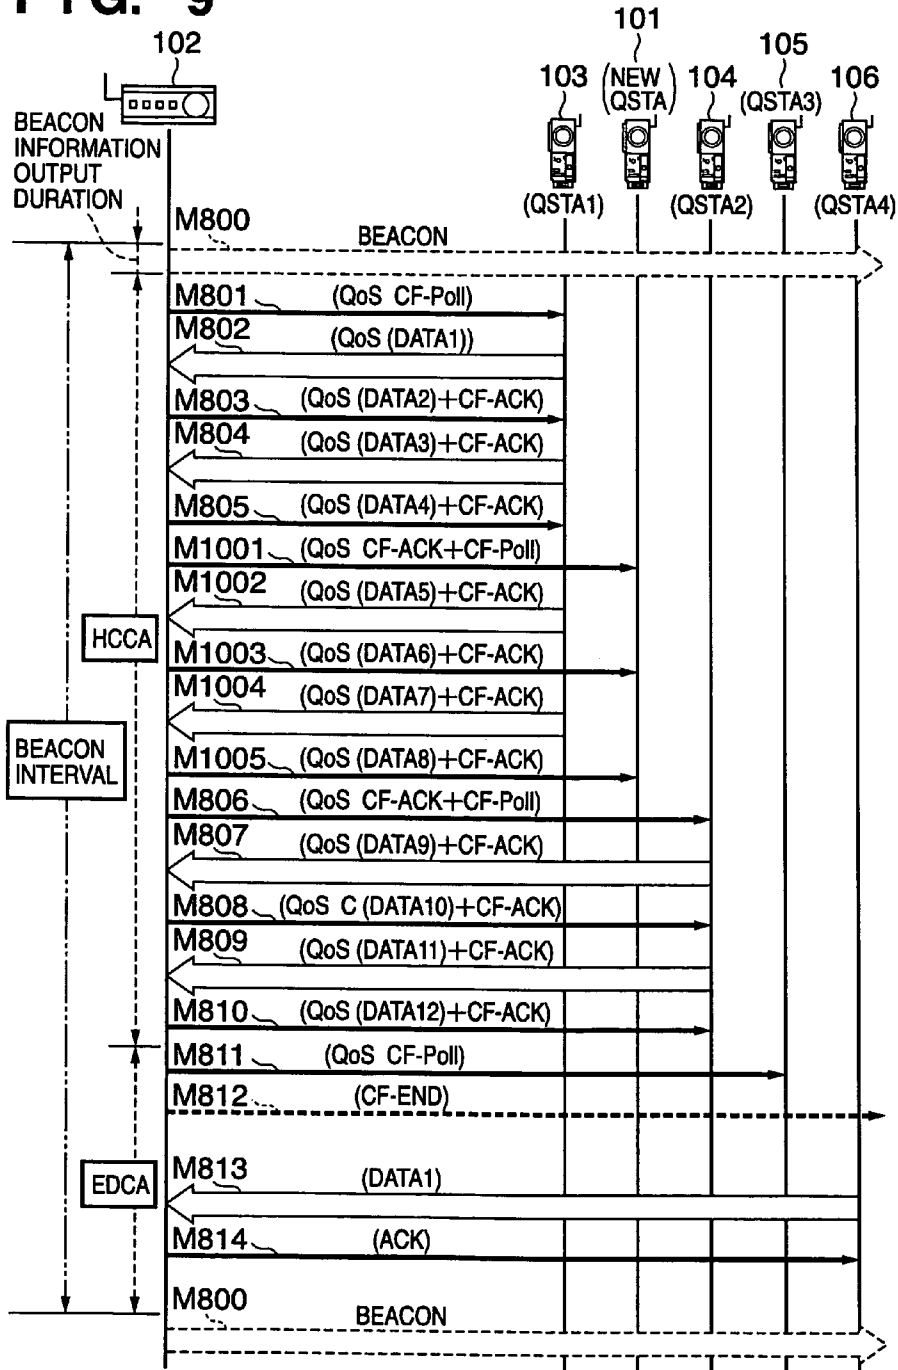 FIG. 9
102
101
(NEW
QSTA)
103
104
105
(QSTA3)
106
BEACON
INFORMATION
OUTPUT
DURATION
(QSTA1)
(QSTA2)
(QSTA4)
M800
BEACON
M801
(QoS CF-Poll)
M802
(QoS (DATA1))
M803
(QoS (DATA2)+CF-ACK)
M804
(QoS (DATA3)+CF-ACK)
M805
(QoS (DATA4)+CF-ACK)
M1001
(QoS CF-ACK+CF-Poll)
M1002
(QoS (DATA5)+CF-ACK)
HCCA
M1003
(QoS (DATA6)+CF-ACK)
M1004
(QoS (DATA7)+CF-ACK)
BEACON
INTERVAL
M1005
(QoS (DATA8)+CF-ACK)
M806
(QoS CF-ACK+CF-Poll)
M807
(QoS (DATA9)+CF-ACK)
M808
(QoS C (DATA10)+CF-ACK)
M809
(QoS (DATA11)+CF-ACK)
M810
(QoS (DATA12)+CF-ACK)
M811
(QoS CF-Poll)
M812
(CF-END)
EDCA
M813
(DATA1)
M814
(ACK)
M800
BEACON